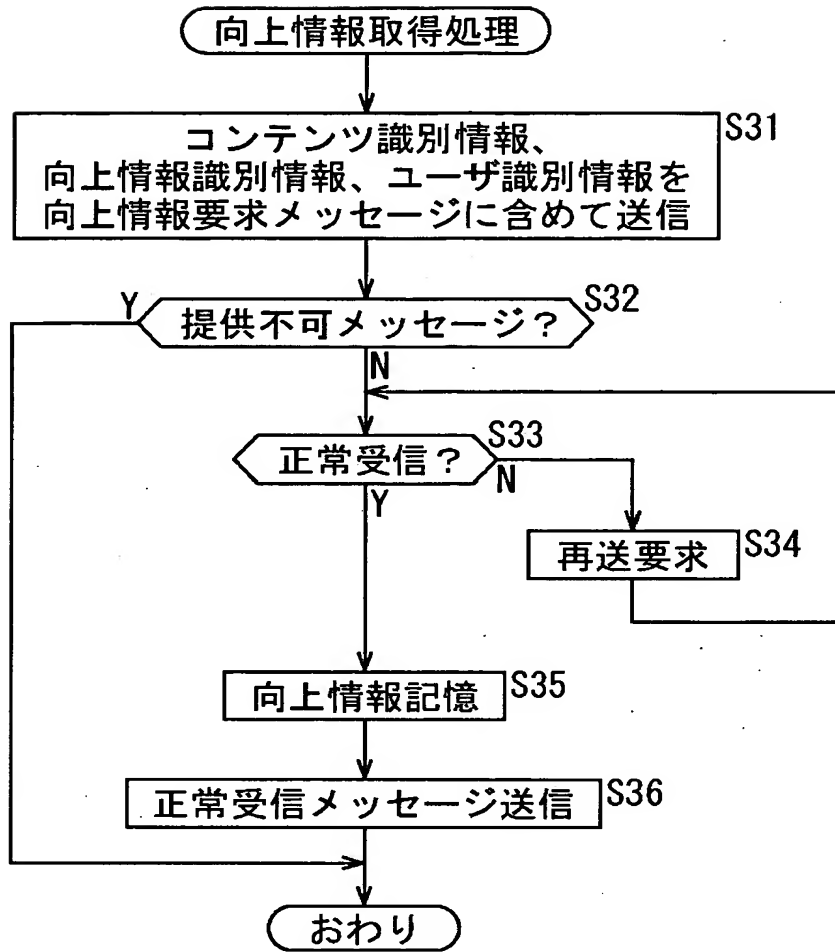 向上情報取得処理
コンテンツ識別情報、
向上情報識別情報、ユーザ識別情報を
向上情報要求メッセージに含めて送信
S31
Y
提供不可メッセージ?
S32
N
正常受信?
S33
N
Y
再送要求
S34
向上情報記憶
S35
正常受信メッセージ送信
S36
おわり